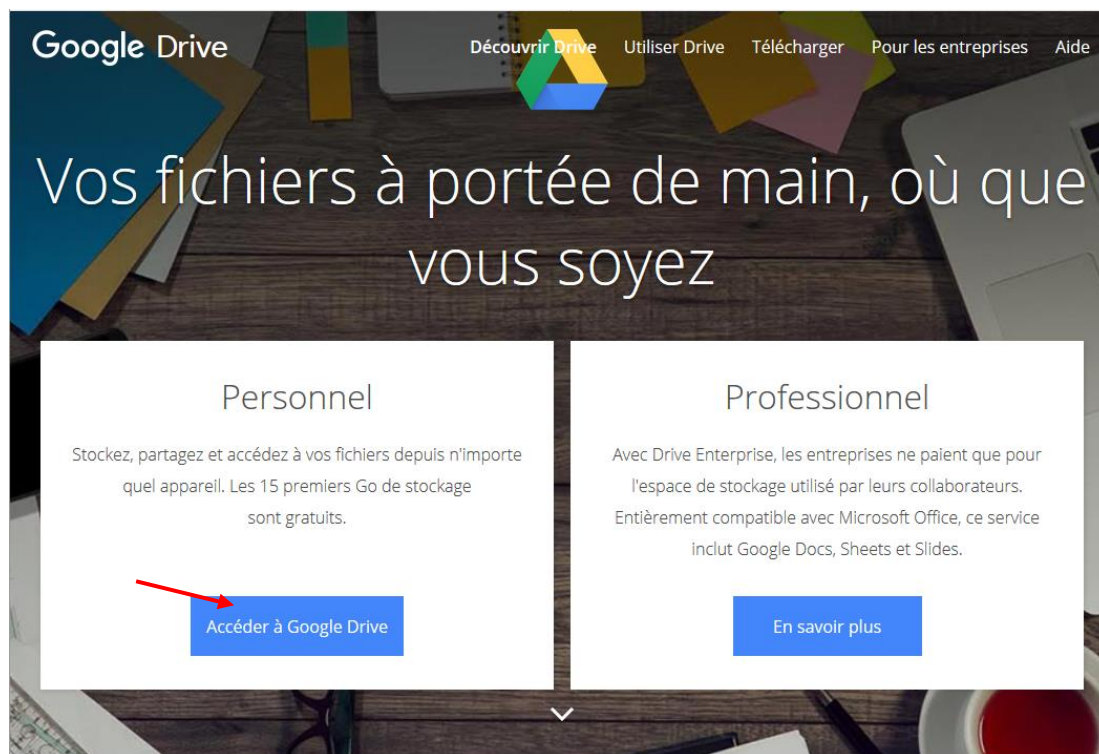 Google Drive
Découvrir Drive Utiliser Drive Télécharger Pour les entreprises Aide
Vos fichiers à portée de main, où que
vous soyez
Personnel
Stockez, partagez et accédez à vos fichiers depuis n'importe
quel appareil. Les 15 premiers Go de stockage
sont gratuits.
Accéder à Google Drive
Professionnel
Avec Drive Enterprise, les entreprises ne paient que pour
l'espace de stockage utilisé par leurs collaborateurs.
Entièrement compatible avec Microsoft Office, ce service
inclut Google Docs, Sheets et Slides.
En savoir plus